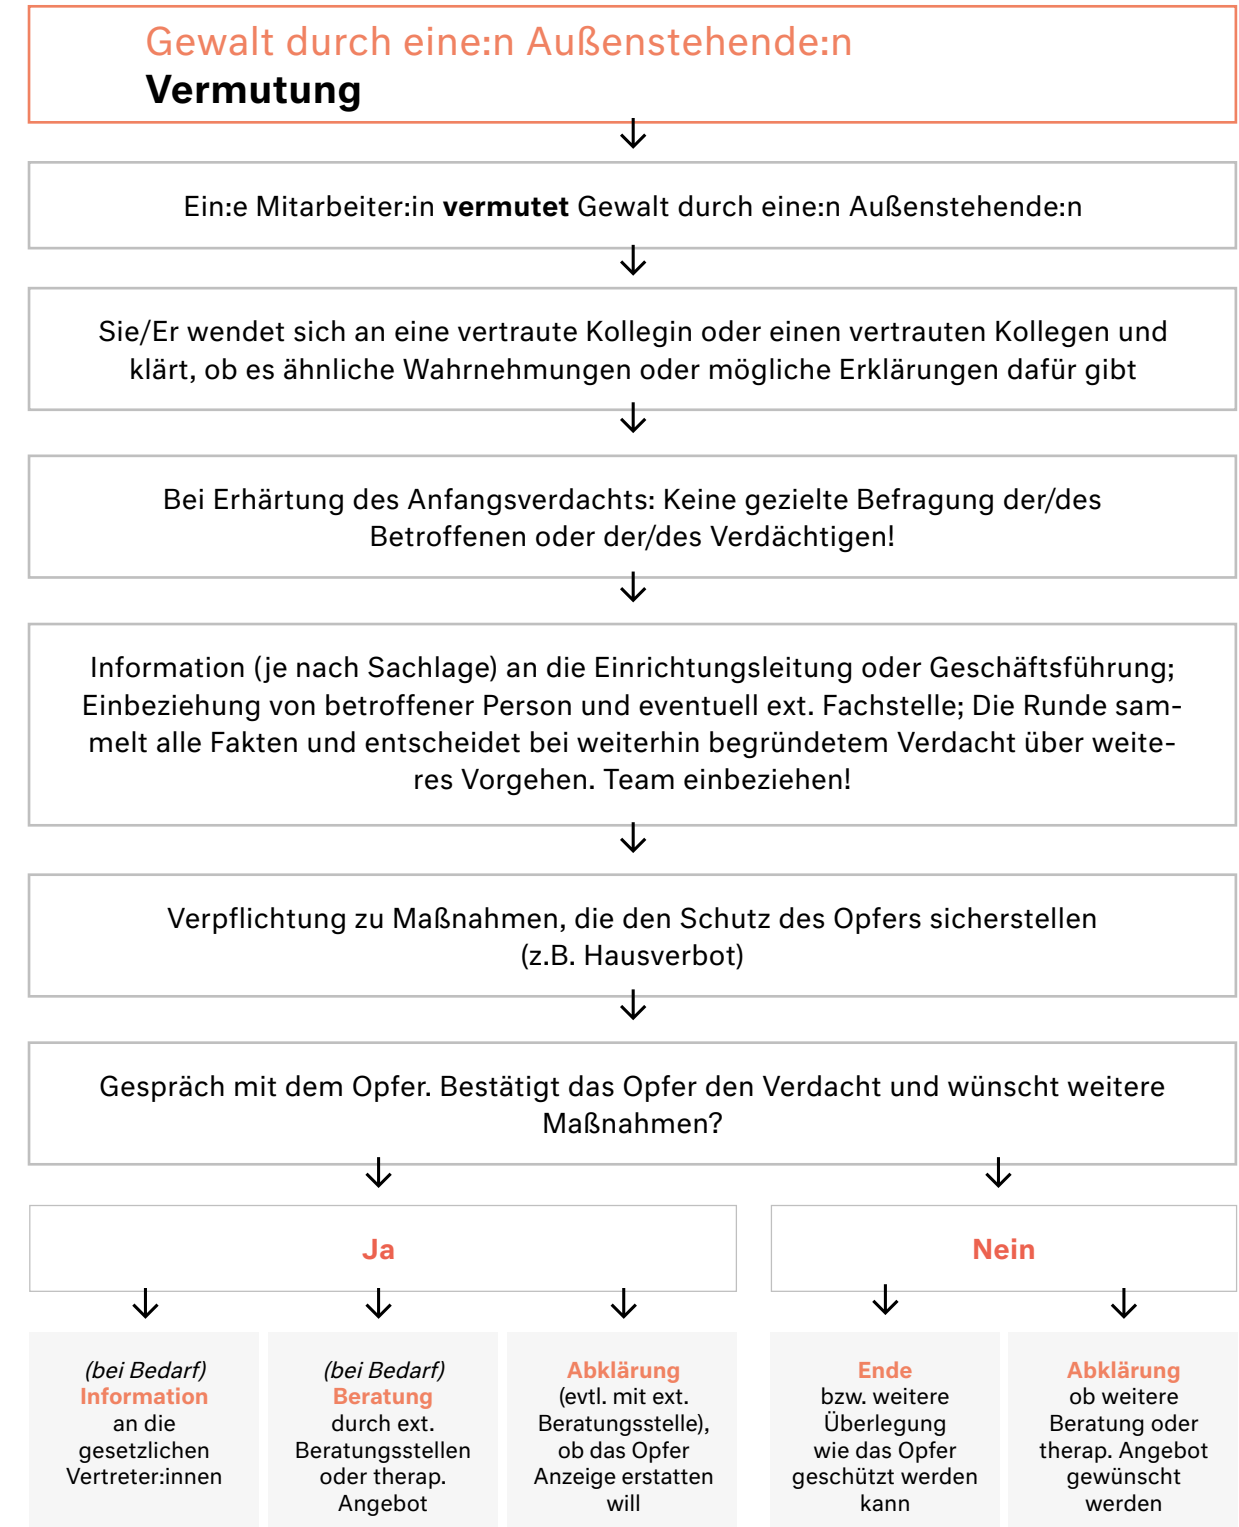 Gewalt durch eine:n Außenstehende:n
Vermutung
Ein:e Mitarbeiter:in vermutet Gewalt durch eine:n Außenstehende:n
Sie/Er wendet sich an eine vertraute Kollegin oder einen vertrauten Kollegen und
klärt, ob es ähnliche Wahrnehmungen oder mögliche Erklärungen dafür gibt
Bei Erhärtung des Anfangsverdachts: Keine gezielte Befragung der/des
Betroffenen oder der/des Verdächtigen!
Information (je nach Sachlage) an die Einrichtungsleitung oder Geschäftsführung;
Einbeziehung von betroffener Person und eventuell ext. Fachstelle; Die Runde sam-
melt alle Fakten und entscheidet bei weiterhin begründetem Verdacht über weite-
res Vorgehen. Team einbeziehen!
Verpflichtung zu Maßnahmen, die den Schutz des Opfers sicherstellen
(z.B. Hausverbot)
Gespräch mit dem Opfer. Bestätigt das Opfer den Verdacht und wünscht weitere
Maßnahmen?
Ja
Nein
(bei Bedarf)
Information
an die
gesetzlichen
Vertreter:innen
(bei Bedarf)
Beratung
durch ext.
Beratungsstellen
oder therap.
Angebot
Abklärung
(evtl. mit ext.
Beratungsstelle),
ob das Opfer
Anzeige erstatten
will
Ende
bzw. weitere
Überlegung
wie das Opfer
geschützt werden
kann
Abklärung
ob weitere
Beratung oder
therap. Angebot
gewünscht
werden